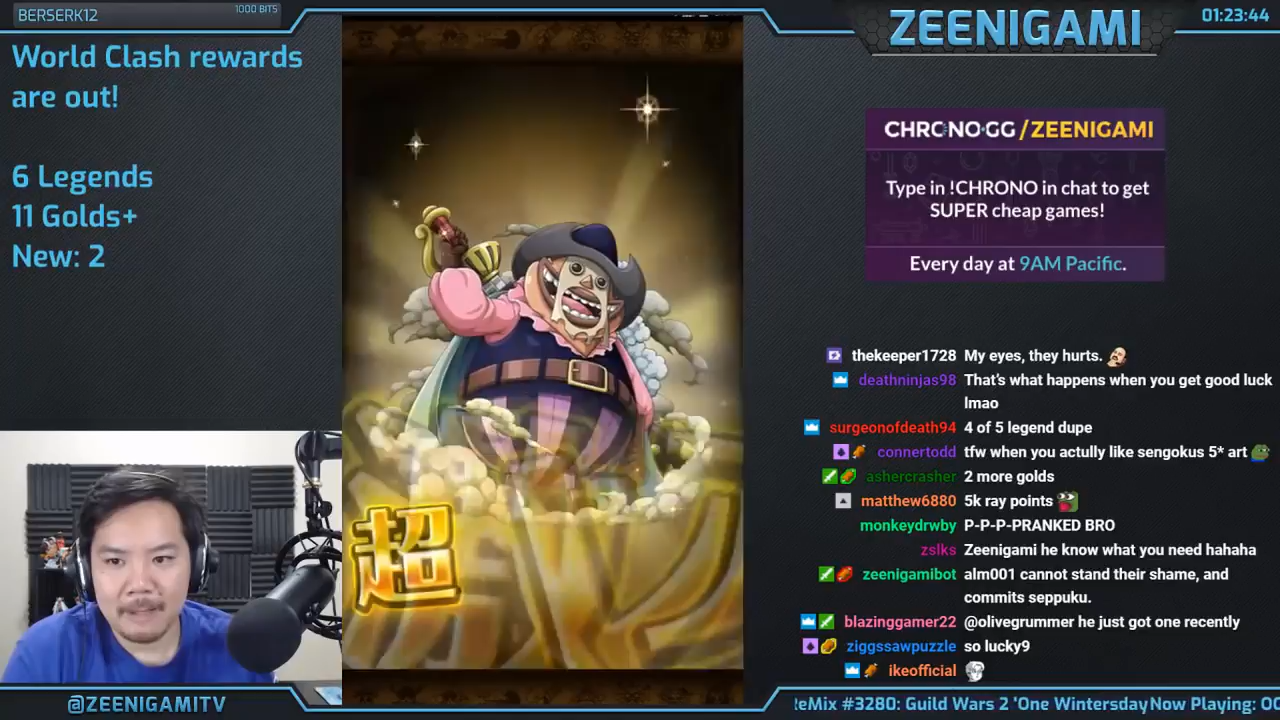 BERSERK12
1000 BITS
World Clash rewards
are out!
6 Legends
11 Golds+
New: 2
超
@ZEENIGAMITV
ZEENIGAMI
01:23:44
CHRONO.GG/ZEENIGAMI
Type in !CHRONO in chat to get
SUPER cheap games!
Every day at 9AM Pacific.
thekeeper1728 My eyes, they hurts.
deathninjas98 That's what happens when you get good luck
lmao
surgeonofdeath94 4 of 5 legend dupe
connertodd tfw when you actully like sengokus 5* art
ashercrasher 2 more golds
matthew6880 5k ray points
monkeydrwby P-P-P-PRANKED BRO
zslks Zeenigami he know what you need hahaha
zeenigamibot alm001 cannot stand their shame, and
commits seppuku.
blazinggamer22 @olivegrummer he just got one recently
ziggssawpuzzle so lucky9
ikeofficial
eMix #3280: Guild Wars 2 'One Wintersday Now Playing: